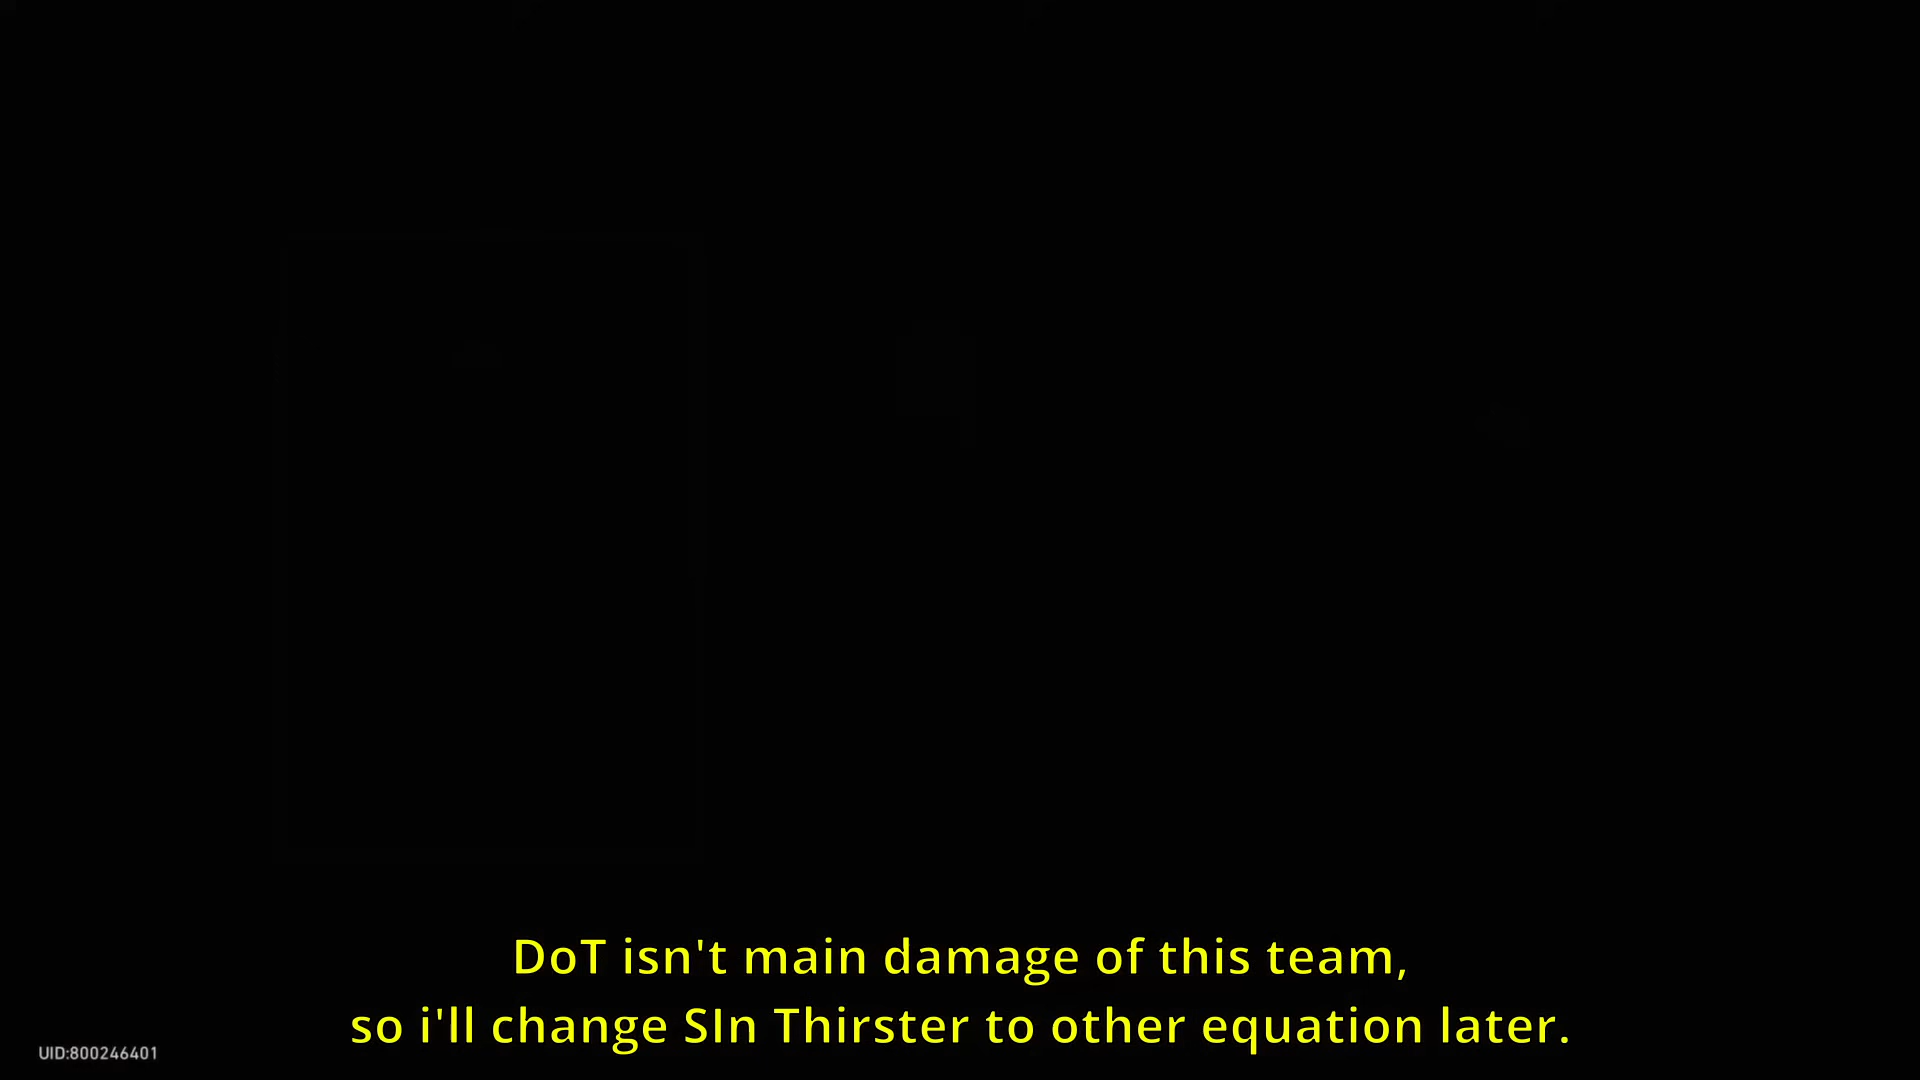 DoT isn't main damage of this team,
so i'll change SIn Thirster to other equation later.
UID:800246401